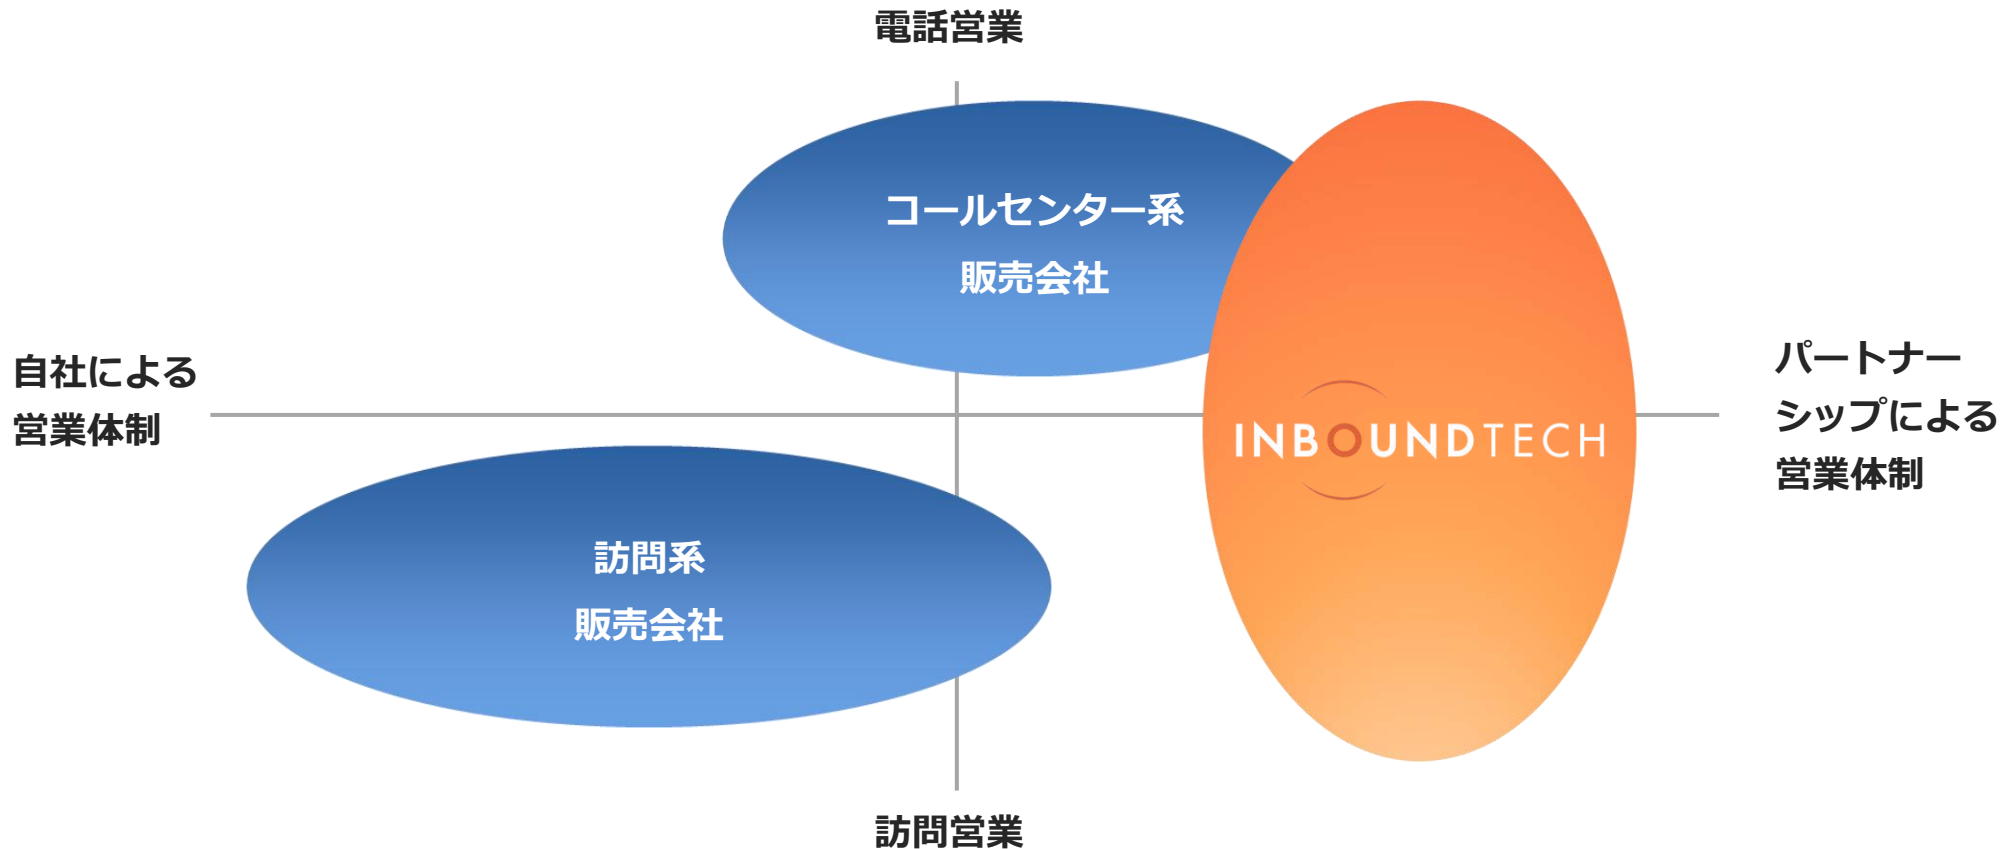 電話営業
コールセンター系
販売会社
自社による
営業体制
パートナー
シップによる
営業体制
INBOUNDTECH
訪問系
販売会社
訪問営業